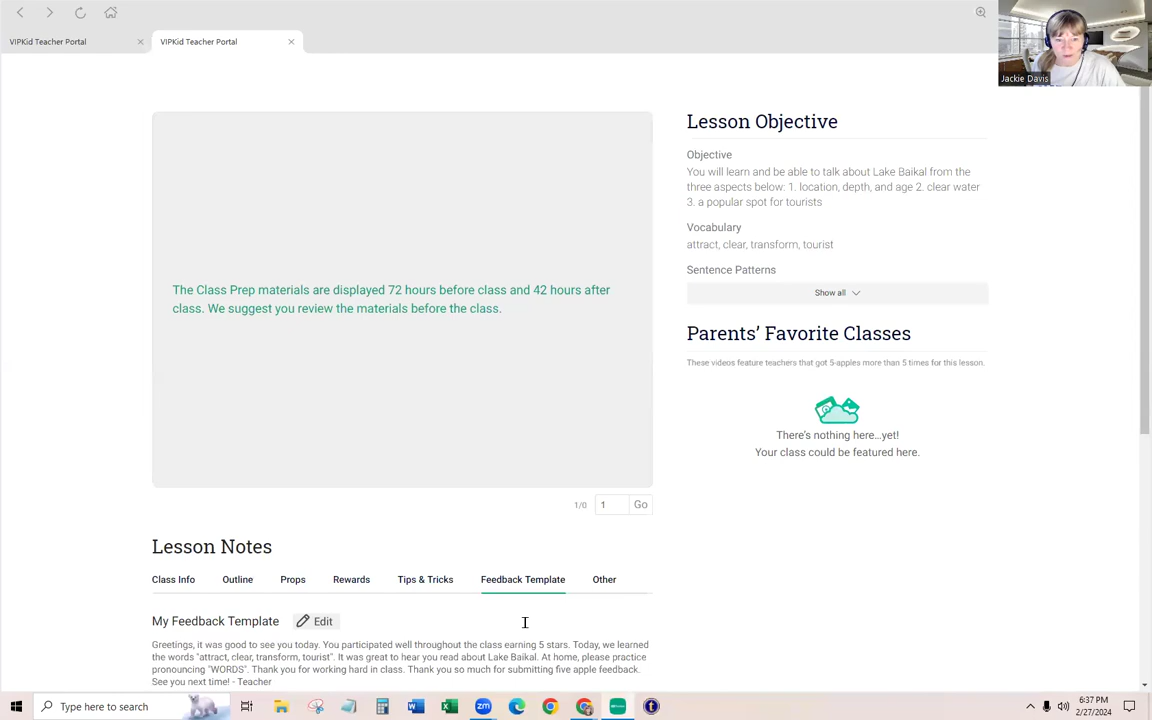 VIPKid Teacher Portal
VIPKid Teacher Portal
Jackie Davis
Lesson Objective
Objective
You will learn and be able to talk about Lake Baikal from the
three aspects below: 1. location, depth, and age 2. clear water
3. a popular spot for tourists
Vocabulary
attract, clear, transform, tourist
Sentence Patterns
Show all
Parents’ Favorite Classes
These videos feature teachers that got 5-apples more than 5 times for this lesson.
There’s nothing here…yet!
Your class could be featured here.
The Class Prep materials are displayed 72 hours before class and 42 hours after
class. We suggest you review the materials before the class.
1/0 1 Go
Lesson Notes
Class Info Outline Props Rewards Tips & Tricks Feedback Template Other
My Feedback Template Edit
Greetings, it was good to see you today. You participated well throughout the class earning 5 stars. Today, we learned
the words "attract, clear, transform, tourist". It was great to hear you read about Lake Baikal. At home, please practice
pronouncing "WORDS". Thank you for working hard in class. Thank you so much for submitting five apple feedback.
See you next time! - Teacher
Type here to search
6:37 PM
2/27/2024